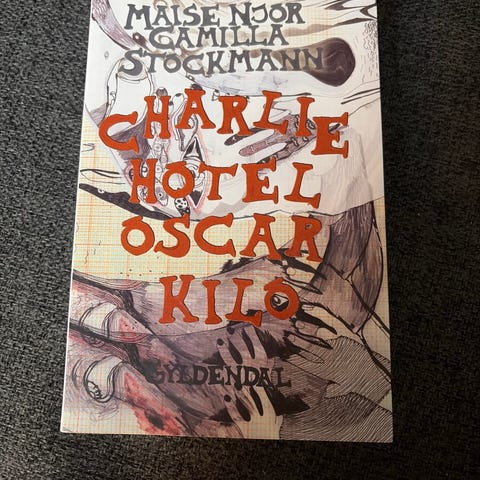 MAISE NJOR
CAMILLA
STOCKMANN
CHARLIE
HOTEL
OSCAR
KILO
GYLDENDAL